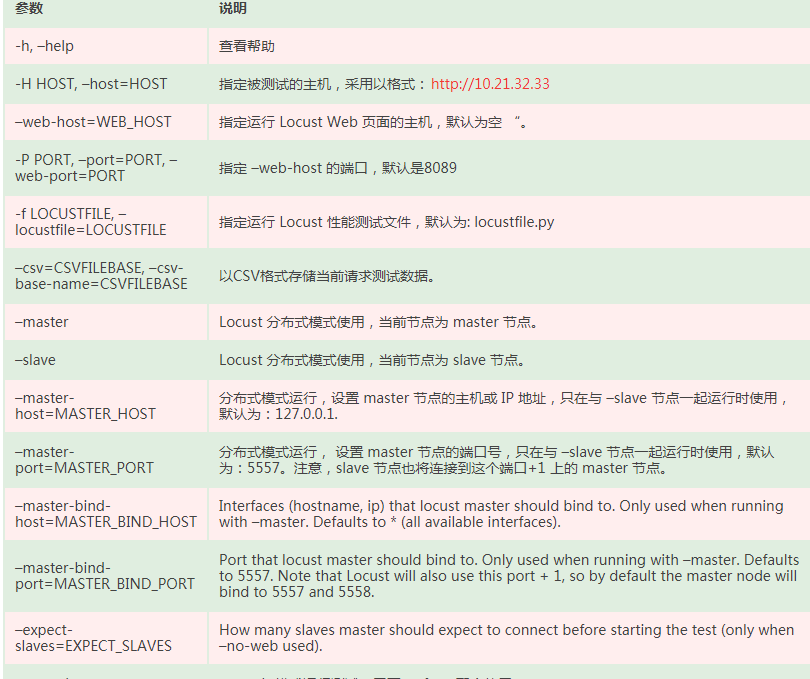 参数 说明
-h, –help 查看帮助
-H HOST, –host=HOST 指定被测试的主机，采用以格式：http://10.21.32.33
–web-host=WEB_HOST 指定运行 Locust Web 页面的主机，默认为空 “。
-P PORT, –port=PORT, –
web-port=PORT
指定 –web-host 的端口，默认是8089
-f LOCUSTFILE, –
locustfile=LOCUSTFILE
指定运行 Locust 性能测试文件，默认为: locustfile.py
–csv=CSVFILEBASE, –csv-
base-name=CSVFILEBASE
以CSV格式存储当前请求测试数据。
–master Locust 分布式模式使用，当前节点为 master 节点。
–slave Locust 分布式模式使用，当前节点为 slave 节点。
–master-
host=MASTER_HOST
分布式模式运行，设置 master 节点的主机或 IP 地址，只在与 –slave 节点一起运行时使用，
默认为：127.0.0.1.
–master-
port=MASTER_PORT
分布式模式运行， 设置 master 节点的端口号，只在与 –slave 节点一起运行时使用，默认
为：5557。注意，slave 节点也将连接到这个端口+1 上的 master 节点。
–master-bind-
host=MASTER_BIND_HOST
Interfaces (hostname, ip) that locust master should bind to. Only used when running
with –master. Defaults to * (all available interfaces).
–master-bind-
port=MASTER_BIND_PORT
Port that locust master should bind to. Only used when running with –master. Defaults
to 5557. Note that Locust will also use this port + 1, so by default the master node will
bind to 5557 and 5558.
–expect-
slaves=EXPECT_SLAVES
How many slaves master should expect to connect before starting the test (only when
–no-web used).